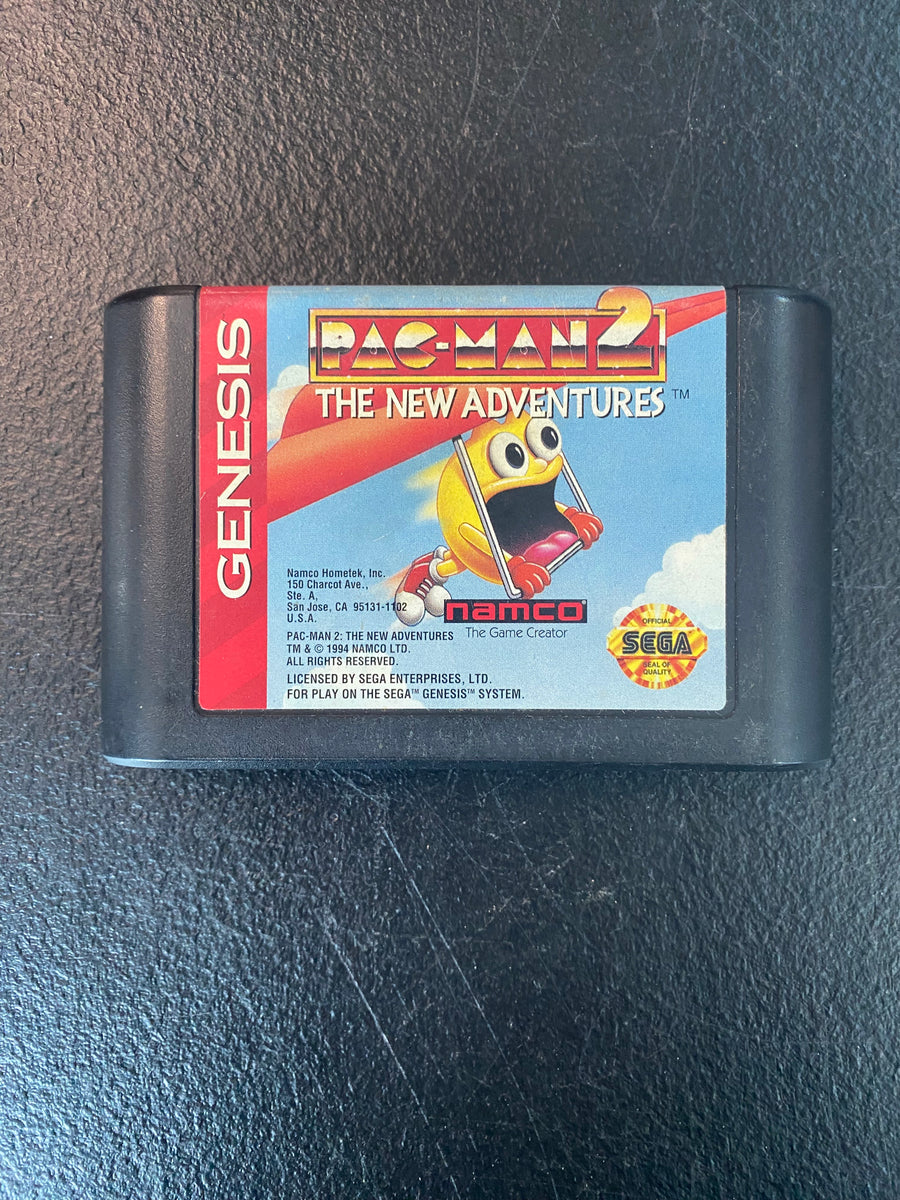 GENESIS
PAC-MAN 2
THE NEW ADVENTURES ™
Namco Hometek, Inc.
150 Charcot Ave.,
Ste. A,
San Jose, CA 95131-1102
U.S.A.
namco®
The Game Creator
PAC-MAN 2: THE NEW ADVENTURES
TM & © 1994 NAMCO LTD.
ALL RIGHTS RESERVED.
LICENSED BY SEGA ENTERPRISES, LTD.
FOR PLAY ON THE SEGA™ GENESIS™ SYSTEM.
OFFICIAL
SEGA
SEAL OF
QUALITY